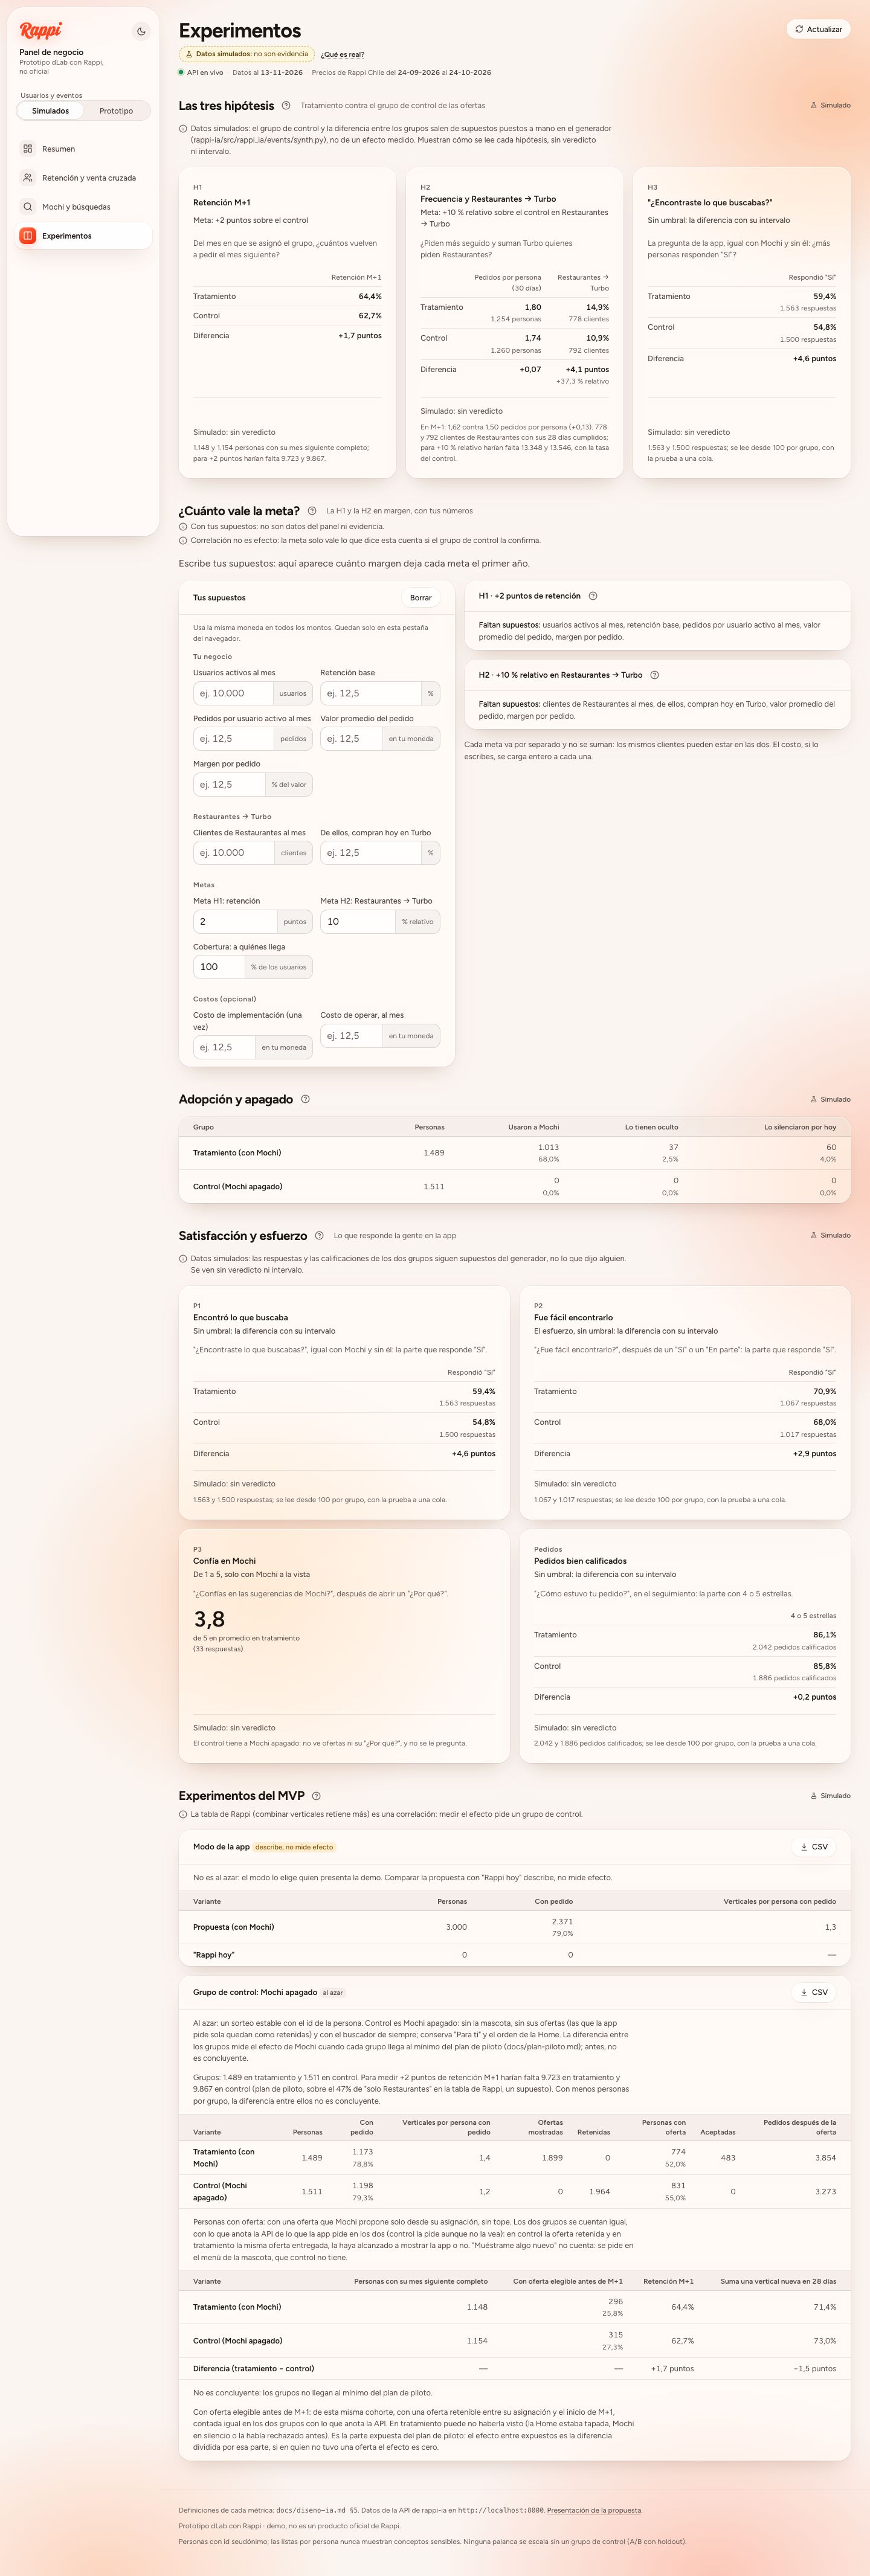 Rappi
Panel de negocio
Prototipo dLab con Rappi,
no oficial
Usuarios y eventos
Simulados Prototipo
Resumen
Retención y venta cruzada
Mochi y búsquedas
Experimentos
Experimentos
Actualizar
Datos simulados: no son evidencia ¿Qué es real?
API en vivo Datos al 13-11-2026 Precios de Rappi Chile del 24-09-2026 al 24-10-2026
Las tres hipótesis Tratamiento contra el grupo de control de las ofertas Simulado
Datos simulados: el grupo de control y la diferencia entre los grupos salen de supuestos puestos a mano en el generador
(rappi-ia/src/rappi_ia/events/synth.py), no de un efecto medido. Muestran cómo se lee cada hipótesis, sin veredicto
ni intervalo.
H1
Retención M+1
Meta: +2 puntos sobre el control
Del mes en que se asignó el grupo, ¿cuántos vuelven
a pedir el mes siguiente?
Retención M+1
Tratamiento 64,4%
Control 62,7%
Diferencia +1,7 puntos
Simulado: sin veredicto
1.148 y 1.154 personas con su mes siguiente completo;
para +2 puntos harían falta 9.723 y 9.867.
H2
Frecuencia y Restaurantes → Turbo
Meta: +10 % relativo sobre el control en Restaurantes
→ Turbo
¿Piden más seguido y suman Turbo quienes
piden Restaurantes?
Pedidos por persona Restaurantes →
(30 días) Turbo
Tratamiento 1,80 14,9%
1.254 personas 778 clientes
Control 1,74 10,9%
1.260 personas 792 clientes
Diferencia +0,07 +4,1 puntos
+37,3 % relativo
Simulado: sin veredicto
En M+1: 1,62 contra 1,50 pedidos por persona (+0,13). 778
y 792 clientes de Restaurantes con sus 28 días cumplidos;
para +10 % relativo harían falta 13.348 y 13.546, con la tasa
del control.
H3
"¿Encontraste lo que buscabas?"
Sin umbral: la diferencia con su intervalo
La pregunta de la app, igual con Mochi y sin él: ¿más
personas responden "Sí"?
Respondió "Sí"
Tratamiento 59,4%
1.563 respuestas
Control 54,8%
1.500 respuestas
Diferencia +4,6 puntos
Simulado: sin veredicto
1.563 y 1.500 respuestas; se lee desde 100 por grupo, con
la prueba a una cola.
¿Cuánto vale la meta? La H1 y la H2 en margen, con tus números
Con tus supuestos: no son datos del panel ni evidencia.
Correlación no es efecto: la meta solo vale lo que dice esta cuenta si el grupo de control la confirma.
Escribe tus supuestos: aquí aparece cuánto margen deja cada meta el primer año.
Tus supuestos Borrar
Usa la misma moneda en todos los montos. Quedan solo en esta pestaña
del navegador.
Tu negocio
Usuarios activos al mes Retención base
ej. 10.000 usuarios ej. 12,5 %
Pedidos por usuario activo al mes Valor promedio del pedido
ej. 12,5 pedidos ej. 12,5 en tu moneda
Margen por pedido
ej. 12,5 % del valor
Restaurantes → Turbo
Clientes de Restaurantes al mes De ellos, compran hoy en Turbo
ej. 10.000 clientes ej. 12,5 %
Metas
Meta H1: retención Meta H2: Restaurantes → Turbo
2 puntos 10 % relativo
Cobertura: a quiénes llega
100 % de los usuarios
Costos (opcional)
Costo de implementación (una
vez) Costo de operar, al mes
ej. 12,5 en tu moneda ej. 12,5 en tu moneda
H1 · +2 puntos de retención
Faltan supuestos: usuarios activos al mes, retención base, pedidos por usuario activo al mes, valor
promedio del pedido, margen por pedido.
H2 · +10 % relativo en Restaurantes → Turbo
Faltan supuestos: clientes de Restaurantes al mes, de ellos, compran hoy en Turbo, valor promedio del
pedido, margen por pedido.
Cada meta va por separado y no se suman: los mismos clientes pueden estar en las dos. El costo, si lo
escribes, se carga entero a cada una.
Adopción y apagado Simulado
Grupo Personas Usaron a Mochi Lo tienen oculto Lo silenciaron por hoy
Tratamiento (con Mochi) 1.489 1.013 37 60
68,0% 2,5% 4,0%
Control (Mochi apagado) 1.511 0 0 0
0,0% 0,0% 0,0%
Satisfacción y esfuerzo Lo que responde la gente en la app Simulado
Datos simulados: las respuestas y las calificaciones de los dos grupos siguen supuestos del generador, no lo que dijo alguien.
Se ven sin veredicto ni intervalo.
P1
Encontró lo que buscaba
Sin umbral: la diferencia con su intervalo
"¿Encontraste lo que buscabas?", igual con Mochi y sin él: la parte que responde "Sí".
Respondió "Sí"
Tratamiento 59,4%
1.563 respuestas
Control 54,8%
1.500 respuestas
Diferencia +4,6 puntos
Simulado: sin veredicto
1.563 y 1.500 respuestas; se lee desde 100 por grupo, con la prueba a una cola.
P2
Fue fácil encontrarlo
El esfuerzo, sin umbral: la diferencia con su intervalo
"¿Fue fácil encontrarlo?", después de un "Sí" o un "En parte": la parte que responde "Sí".
Respondió "Sí"
Tratamiento 70,9%
1.067 respuestas
Control 68,0%
1.017 respuestas
Diferencia +2,9 puntos
Simulado: sin veredicto
1.067 y 1.017 respuestas; se lee desde 100 por grupo, con la prueba a una cola.
P3
Confía en Mochi
De 1 a 5, solo con Mochi a la vista
"¿Confías en las sugerencias de Mochi?", después de abrir un "¿Por qué?".
3,8
de 5 en promedio en tratamiento
(33 respuestas)
Simulado: sin veredicto
El control tiene a Mochi apagado: no ve ofertas ni su "¿Por qué?", y no se le pregunta.
Pedidos
Pedidos bien calificados
Sin umbral: la diferencia con su intervalo
"¿Cómo estuvo tu pedido?", en el seguimiento: la parte con 4 o 5 estrellas.
4 o 5 estrellas
Tratamiento 86,1%
2.042 pedidos calificados
Control 85,8%
1.886 pedidos calificados
Diferencia +0,2 puntos
Simulado: sin veredicto
2.042 y 1.886 pedidos calificados; se lee desde 100 por grupo, con la prueba a una cola.
Experimentos del MVP Simulado
La tabla de Rappi (combinar verticales retiene más) es una correlación: medir el efecto pide un grupo de control.
Modo de la app describe, no mide efecto CSV
No es al azar: el modo lo elige quien presenta la demo. Comparar la propuesta con "Rappi hoy" describe, no mide efecto.
Variante Personas Con pedido Verticales por persona con pedido
Propuesta (con Mochi) 3.000 2.371 1,3
79,0%
"Rappi hoy" 0 0 —
Grupo de control: Mochi apagado al azar CSV
Al azar: un sorteo estable con el id de la persona. Control es Mochi apagado: sin la mascota, sin sus ofertas (las que la app
pide sola quedan como retenidas) y con el buscador de siempre; conserva "Para ti" y el orden de la Home. La diferencia entre
los grupos mide el efecto de Mochi cuando cada grupo llega al mínimo del plan de piloto (docs/plan-piloto.md); antes, no
es concluyente.
Grupos: 1.489 en tratamiento y 1.511 en control. Para medir +2 puntos de retención M+1 harían falta 9.723 en tratamiento y
9.867 en control (plan de piloto, sobre el 47% de "solo Restaurantes" en la tabla de Rappi, un supuesto). Con menos personas
por grupo, la diferencia entre ellos no es concluyente.
Variante Personas Con pedido Verticales por persona con pedido Ofertas mostradas Retenidas Personas con oferta Aceptadas Pedidos después de la oferta
Tratamiento (con Mochi) 1.489 1.173 1,4 1.899 0 774 483 3.854
78,8% 52,0%
Control (Mochi apagado) 1.511 1.198 1,2 0 1.964 831 0 3.273
79,3% 55,0%
Personas con oferta: con una oferta que Mochi propone solo desde su asignación, sin tope. Los dos grupos se cuentan igual,
con lo que anota la API de lo que la app pide en los dos (control la pide aunque no la vea): en control la oferta retenida y en
tratamiento la misma oferta entregada, la haya alcanzado a mostrar la app o no. "Muéstrame algo nuevo" no cuenta: se pide en
el menú de la mascota, que control no tiene.
Variante Personas con su mes siguiente completo Con oferta elegible antes de M+1 Retención M+1 Suma una vertical nueva en 28 días
Tratamiento (con Mochi) 1.148 296 64,4% 71,4%
25,8%
Control (Mochi apagado) 1.154 315 62,7% 73,0%
27,3%
Diferencia (tratamiento − control) — — +1,7 puntos −1,5 puntos
No es concluyente: los grupos no llegan al mínimo del plan de piloto.
Con oferta elegible antes de M+1: de esta misma cohorte, con una oferta retenible entre su asignación y el inicio de M+1,
contada igual en los dos grupos con lo que anota la API. En tratamiento puede no haberla visto (la Home estaba tapada, Mochi
en silencio o la había rechazado antes). Es la parte expuesta del plan de piloto: el efecto entre expuestos es la diferencia
dividida por esa parte, si en quien no tuvo una oferta el efecto es cero.
Definiciones de cada métrica: docs/diseno-ia.md §5. Datos de la API de rappi-ia en http://localhost:8000. Presentación de la propuesta.
Prototipo dLab con Rappi · demo, no es un producto oficial de Rappi.
Personas con id seudónimo; las listas por persona nunca muestran conceptos sensibles. Ninguna palanca se escala sin un grupo de control (A/B con holdout).